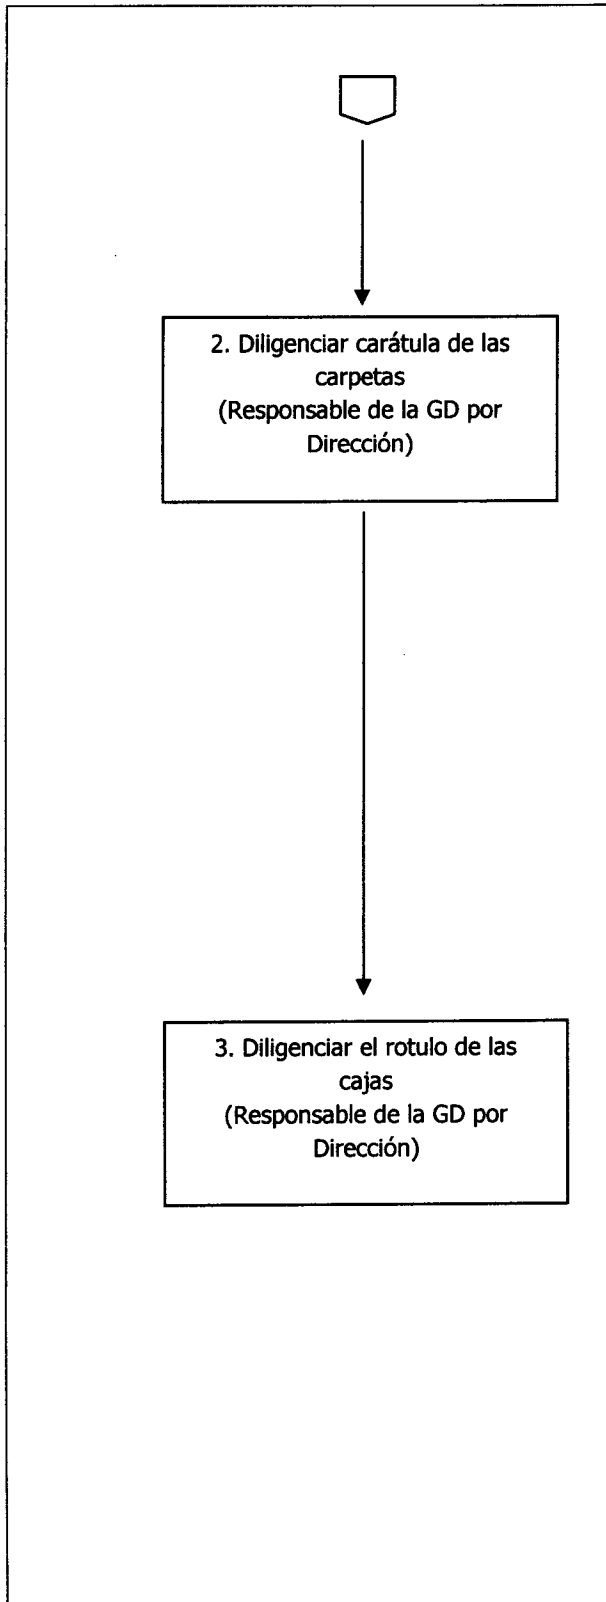 2. Diligenciar carátula de las
carpetas
(Responsable de la GD por
Dirección)
3. Diligenciar el rotulo de las
cajas
(Responsable de la GD por
Dirección)